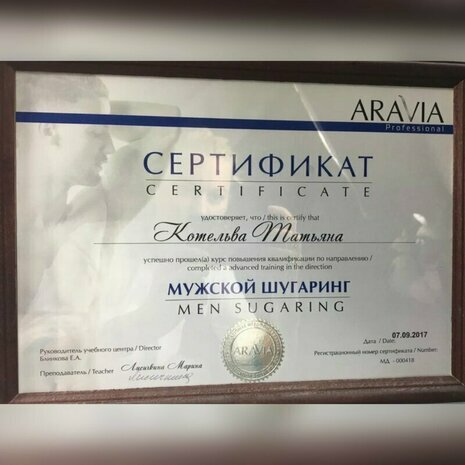 ARAVIA
Professional
СЕРТИФИКАТ
CERTIFICATE
удостоверяет, что / this is certify that
Котельва Татьяна
успешно прошел(а) курс повышения квалификации по направлению /
completed a advanced training in the direction
МУЖСКОЙ ШУГАРИНГ
MEN SUGARING
Дата / Date: 07.09.2017
Руководитель учебного центра / Director
Блинкова Е.А.
ARAVIA
Регистрационный номер сертификата / Number:
МД - 000418
Преподаватель / Teacher Марина